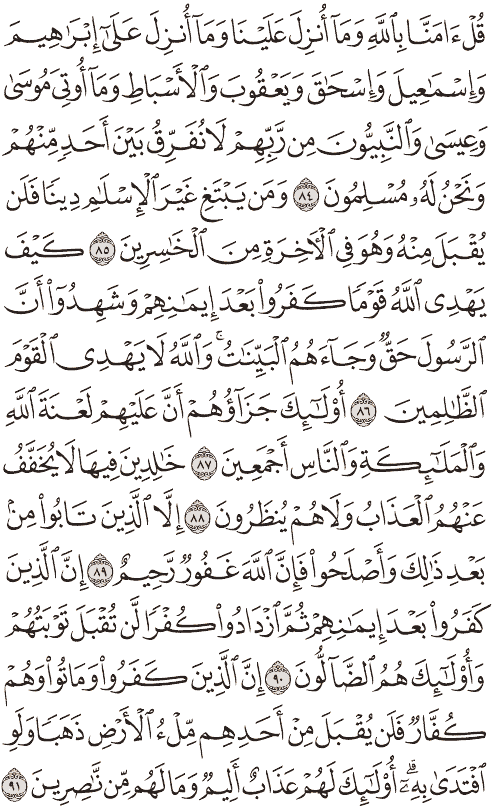 قُلْ ءَامَنَّا بِٱللَّهِ وَمَآ أُنزِلَ عَلَيْنَا وَمَآ أُنزِلَ عَلَىٰٓ إِبْرَٰهِيمَ
وَإِسْمَٰعِيلَ وَإِسْحَٰقَ وَيَعْقُوبَ وَٱلْأَسْبَاطِ وَمَآ أُوتِىَ مُوسَىٰ
وَعِيسَىٰ وَٱلنَّبِيُّونَ مِن رَّبِّهِمْ لَا نُفَرِّقُ بَيْنَ أَحَدٍ مِّنْهُمْ
وَنَحْنُ لَهُۥ مُسْلِمُونَ ٨٤ وَمَن يَبْتَغِ غَيْرَ ٱلْإِسْلَٰمِ دِينًا فَلَن
يُقْبَلَ مِنْهُ وَهُوَ فِى ٱلْءَاخِرَةِ مِنَ ٱلْخَٰسِرِينَ ٨٥ كَيْفَ
يَهْدِى ٱللَّهُ قَوْمًا كَفَرُوا۟ بَعْدَ إِيمَٰنِهِمْ وَشَهِدُوٓا۟ أَنَّ
ٱلرَّسُولَ حَقٌّ وَجَآءَهُمُ ٱلْبَيِّنَٰتُ ۚ وَٱللَّهُ لَا يَهْدِى ٱلْقَوْمَ
ٱلظَّٰلِمِينَ ٨٦ أُو۟لَٰٓئِكَ جَزَآؤُهُمْ أَنَّ عَلَيْهِمْ لَعْنَةَ ٱللَّهِ
وَٱلْمَلَٰٓئِكَةِ وَٱلنَّاسِ أَجْمَعِينَ ٨٧ خَٰلِدِينَ فِيهَا لَا يُخَفَّفُ
عَنْهُمُ ٱلْعَذَابُ وَلَا هُمْ يُنظَرُونَ ٨٨ إِلَّا ٱلَّذِينَ تَابُوا۟ مِنۢ
بَعْدِ ذَٰلِكَ وَأَصْلَحُوا۟ فَإِنَّ ٱللَّهَ غَفُورٌ رَّحِيمٌ ٨٩ إِنَّ ٱلَّذِينَ
كَفَرُوا۟ بَعْدَ إِيمَٰنِهِمْ ثُمَّ ٱزْدَادُوا۟ كُفْرًا لَّن تُقْبَلَ تَوْبَتُهُمْ
وَأُو۟لَٰٓئِكَ هُمُ ٱلضَّآلُّونَ ٩٠ إِنَّ ٱلَّذِينَ كَفَرُوا۟ وَمَاتُوا۟ وَهُمْ
كُفَّارٌ فَلَن يُقْبَلَ مِنْ أَحَدِهِم مِّلْءُ ٱلْأَرْضِ ذَهَبًا وَلَوِ
ٱفْتَدَىٰ بِهِۦٓ ۗ أُو۟لَٰٓئِكَ لَهُمْ عَذَابٌ أَلِيمٌ وَمَا لَهُم مِّن نَّٰصِرِينَ ٩١